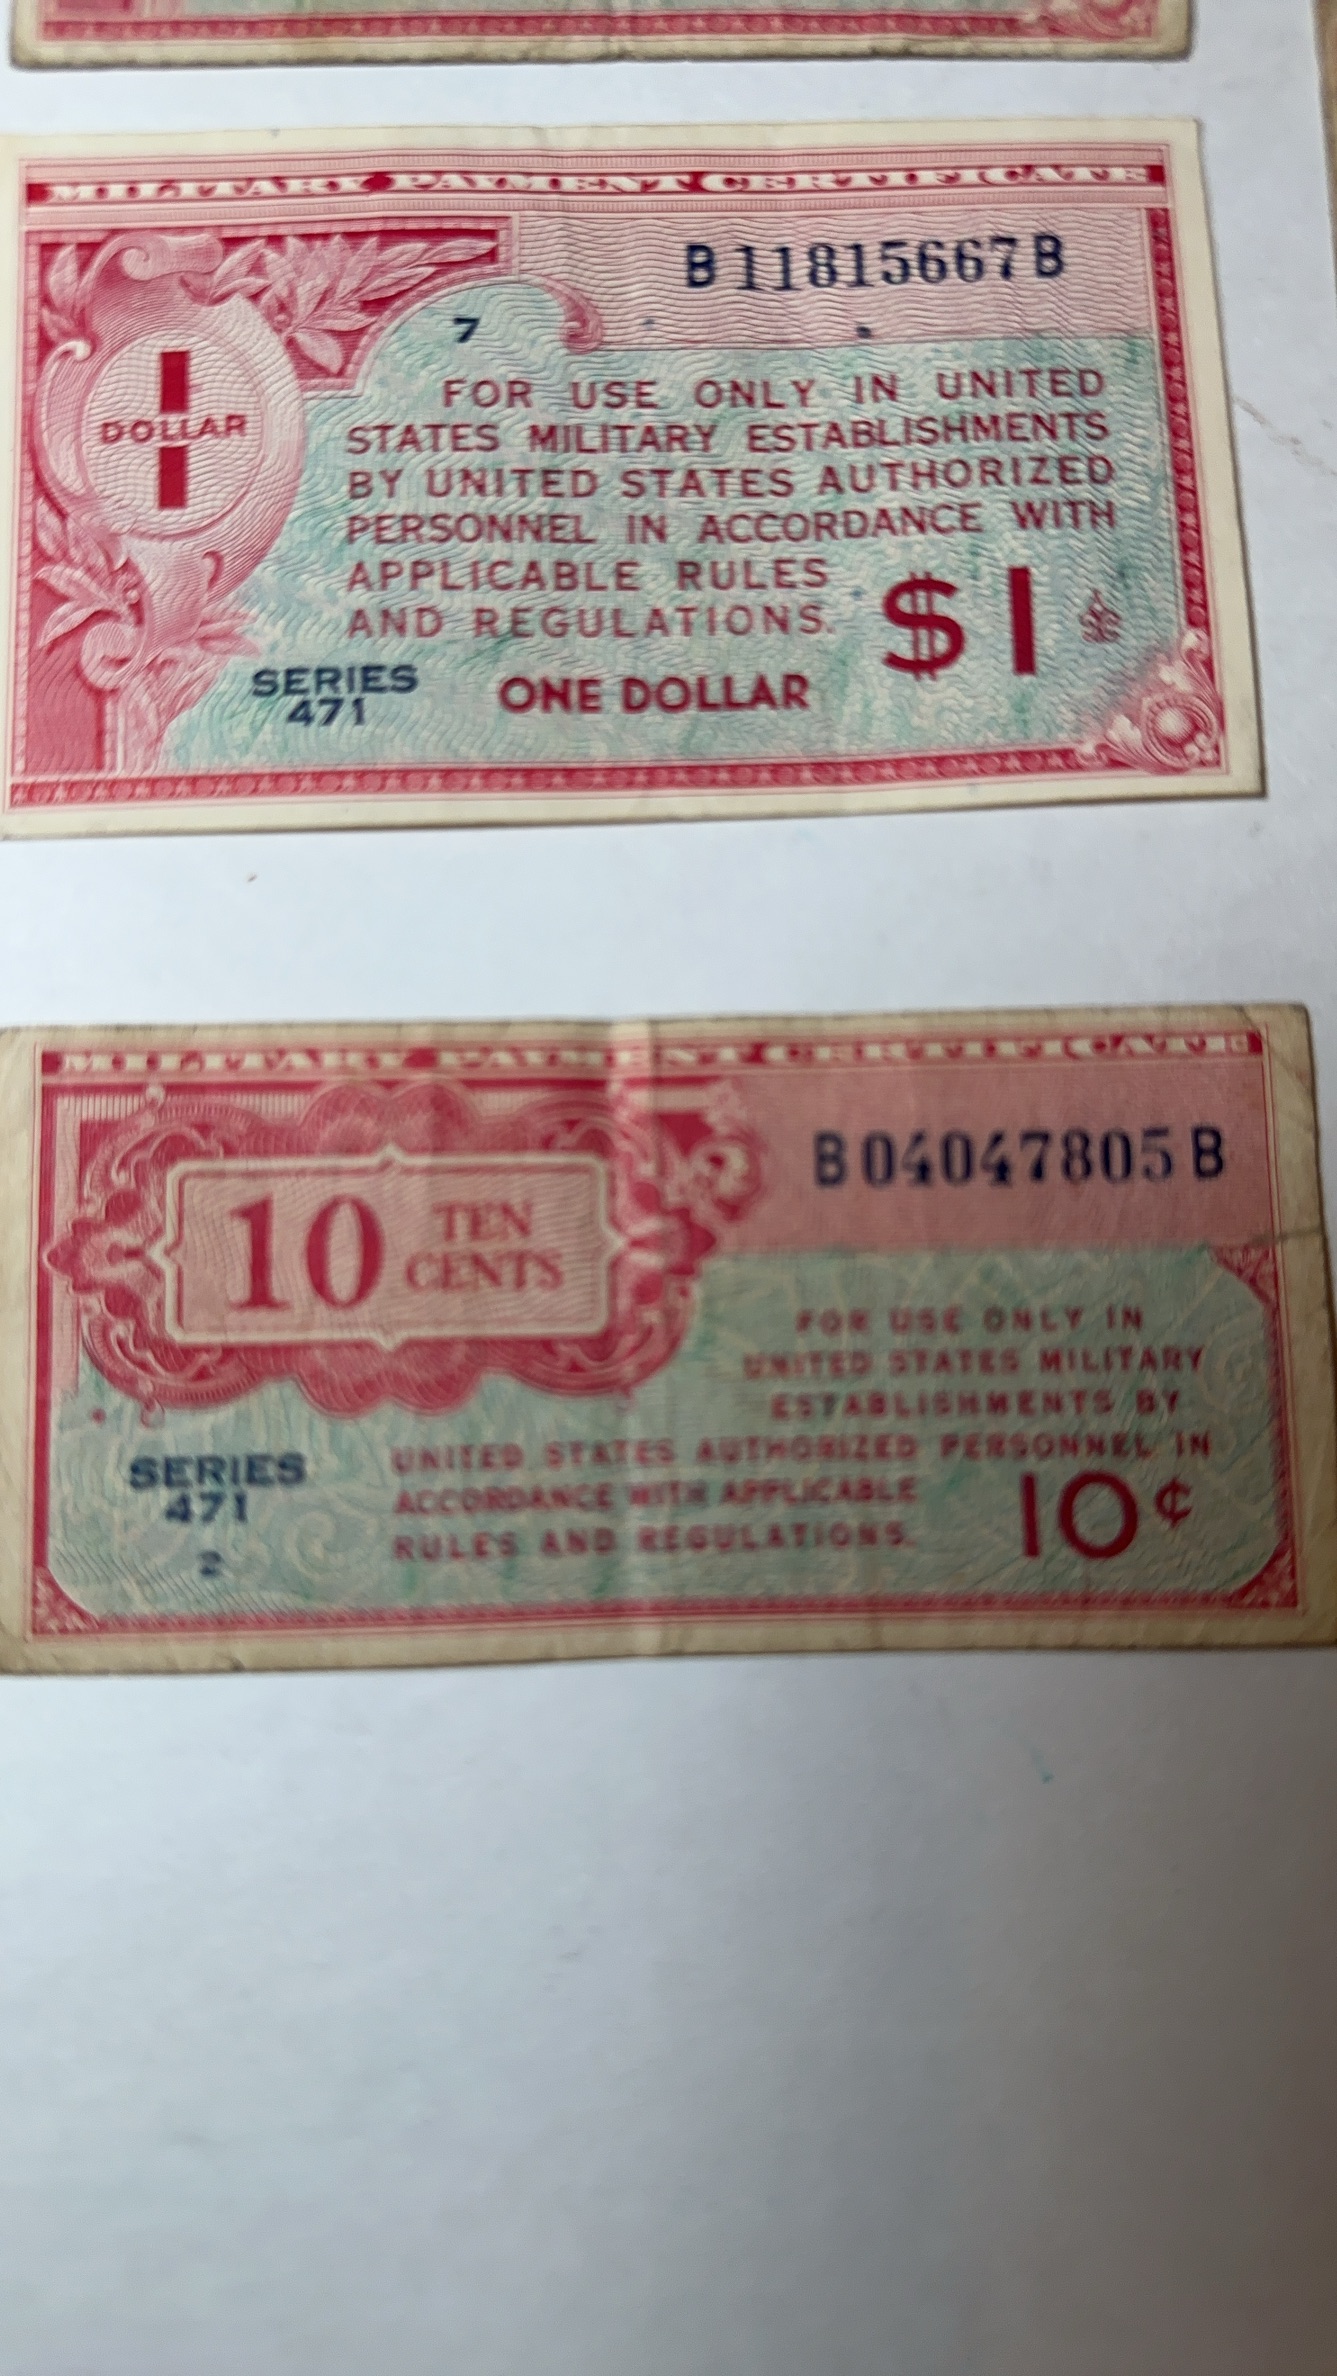 MILITARY PAYMENT CERTIFICATE
B11815667B
7
DOLLAR
FOR USE ONLY IN UNITED
STATES MILITARY ESTABLISHMENTS
BY UNITED STATES AUTHORIZED
PERSONNEL IN ACCORDANCE WITH
APPLICABLE RULES
AND REGULATIONS.
$1
SERIES
471
ONE DOLLAR
MILITARY PAYMENT CERTIFICATE
B04047805B
10 TEN
CENTS
FOR USE ONLY IN
UNITED STATES MILITARY
ESTABLISHMENTS BY
UNITED STATES AUTHORIZED PERSONNEL IN
ACCORDANCE WITH APPLICABLE
RULES AND REGULATIONS.
10¢
SERIES
471
2